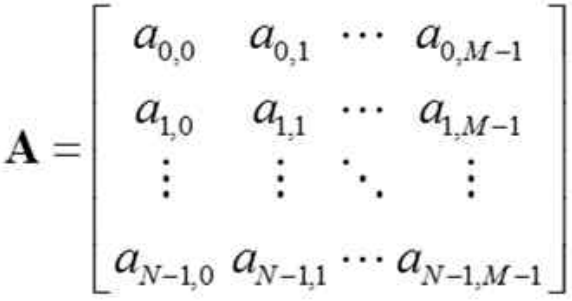 A = [ a_{0,0} a_{0,1} ⋯ a_{0,M−1}
a_{1,0} a_{1,1} ⋯ a_{1,M−1}
⋮ ⋮ ⋱ ⋮
a_{N−1,0} a_{N−1,1} ⋯ a_{N−1,M−1} ]